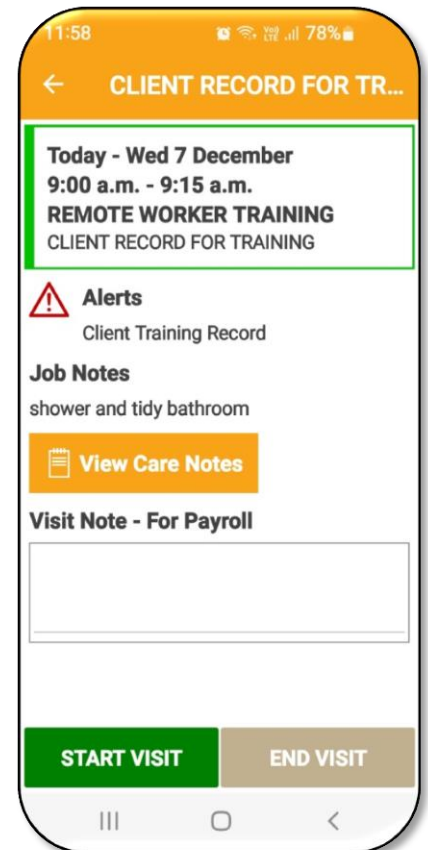 11:58 Vo)) LTE 78%
CLIENT RECORD FOR TR...
Today - Wed 7 December
9:00 a.m. - 9:15 a.m.
REMOTE WORKER TRAINING
CLIENT RECORD FOR TRAINING
Alerts
Client Training Record
Job Notes
shower and tidy bathroom
View Care Notes
Visit Note - For Payroll
START VISIT END VISIT